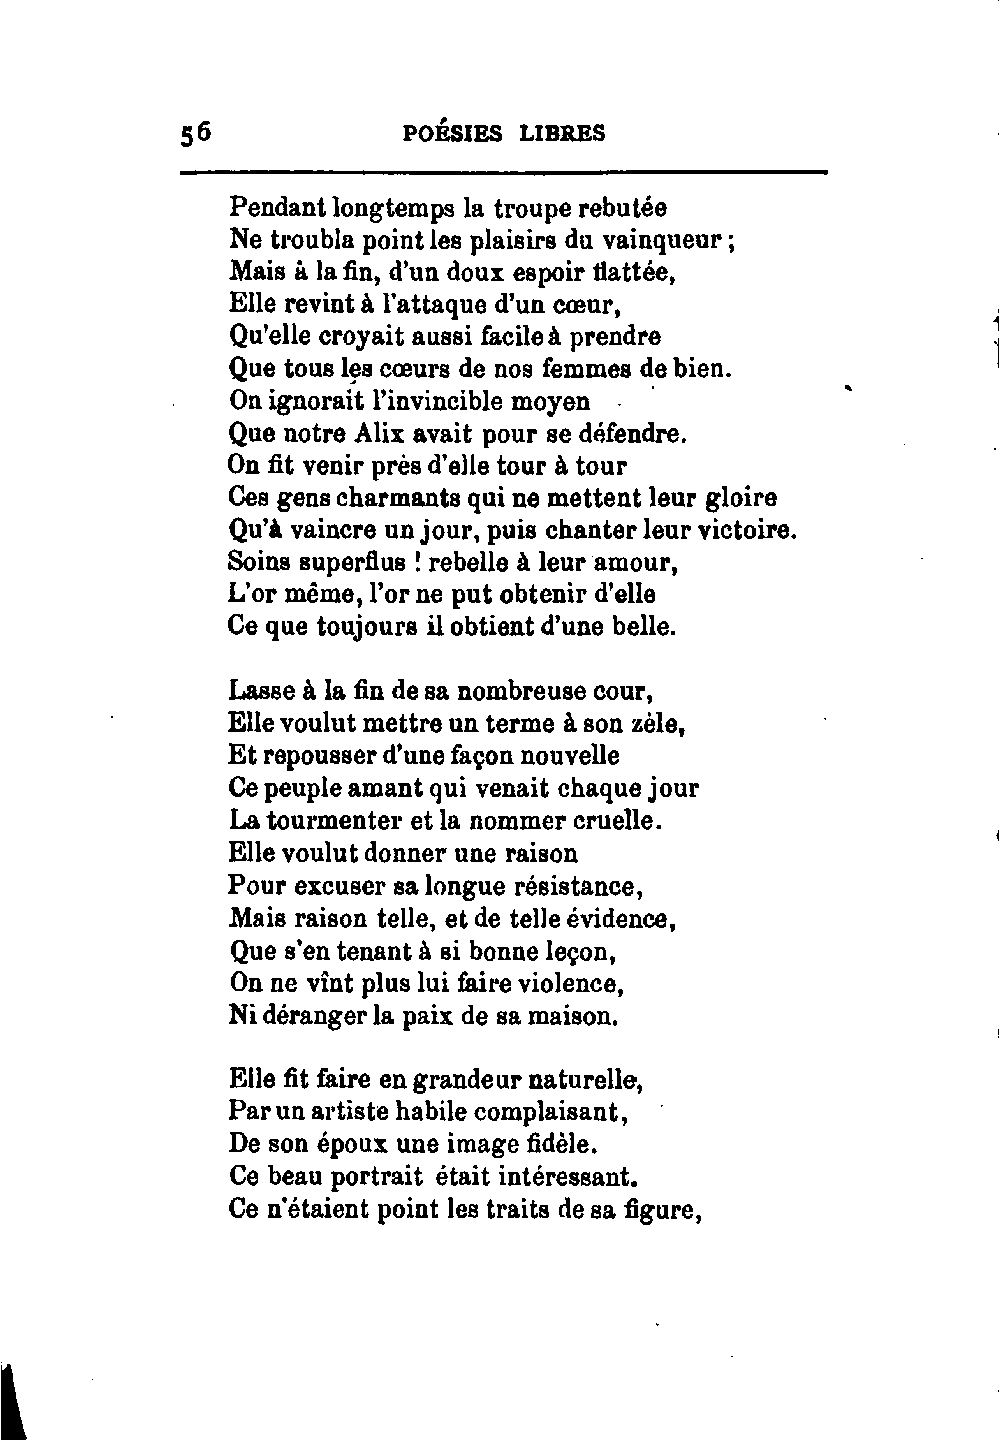 56 POÉSIES LIBRES
Pendant longtemps la troupe rebutée
Ne troubla point les plaisirs du vainqueur ;
Mais à la fin, d'un doux espoir flattée,
Elle revint à l'attaque d'un cœur,
Qu'elle croyait aussi facile à prendre
Que tous les cœurs de nos femmes de bien.
On ignorait l'invincible moyen
Que notre Alix avait pour se défendre.
On fit venir près d'elle tour à tour
Ces gens charmants qui ne mettent leur gloire
Qu'à vaincre un jour, puis chanter leur victoire.
Soins superflus ! rebelle à leur amour,
L'or même, l'or ne put obtenir d'elle
Ce que toujours il obtient d'une belle.
Lasse à la fin de sa nombreuse cour,
Elle voulut mettre un terme à son zèle,
Et repousser d'une façon nouvelle
Ce peuple amant qui venait chaque jour
La tourmenter et la nommer cruelle.
Elle voulut donner une raison
Pour excuser sa longue résistance,
Mais raison telle, et de telle évidence,
Que s'en tenant à si bonne leçon,
On ne vînt plus lui faire violence,
Ni déranger la paix de sa maison.
Elle fit faire en grandeur naturelle,
Par un artiste habile complaisant,
De son époux une image fidèle.
Ce beau portrait était intéressant.
Ce n'étaient point les traits de sa figure,